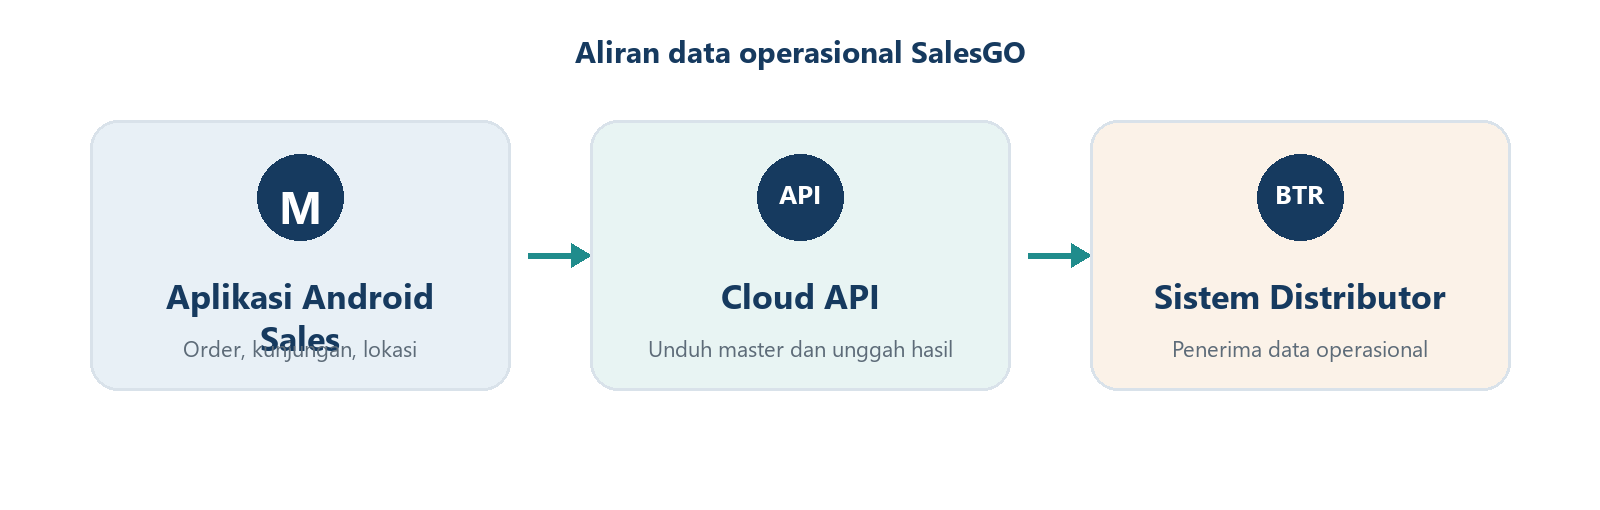 Aliran data operasional SalesGO
M
Aplikasi Android
Sales
Order, kunjungan, lokasi
API
Cloud API
Unduh master dan unggah hasil
BTR
Sistem Distributor
Penerima data operasional